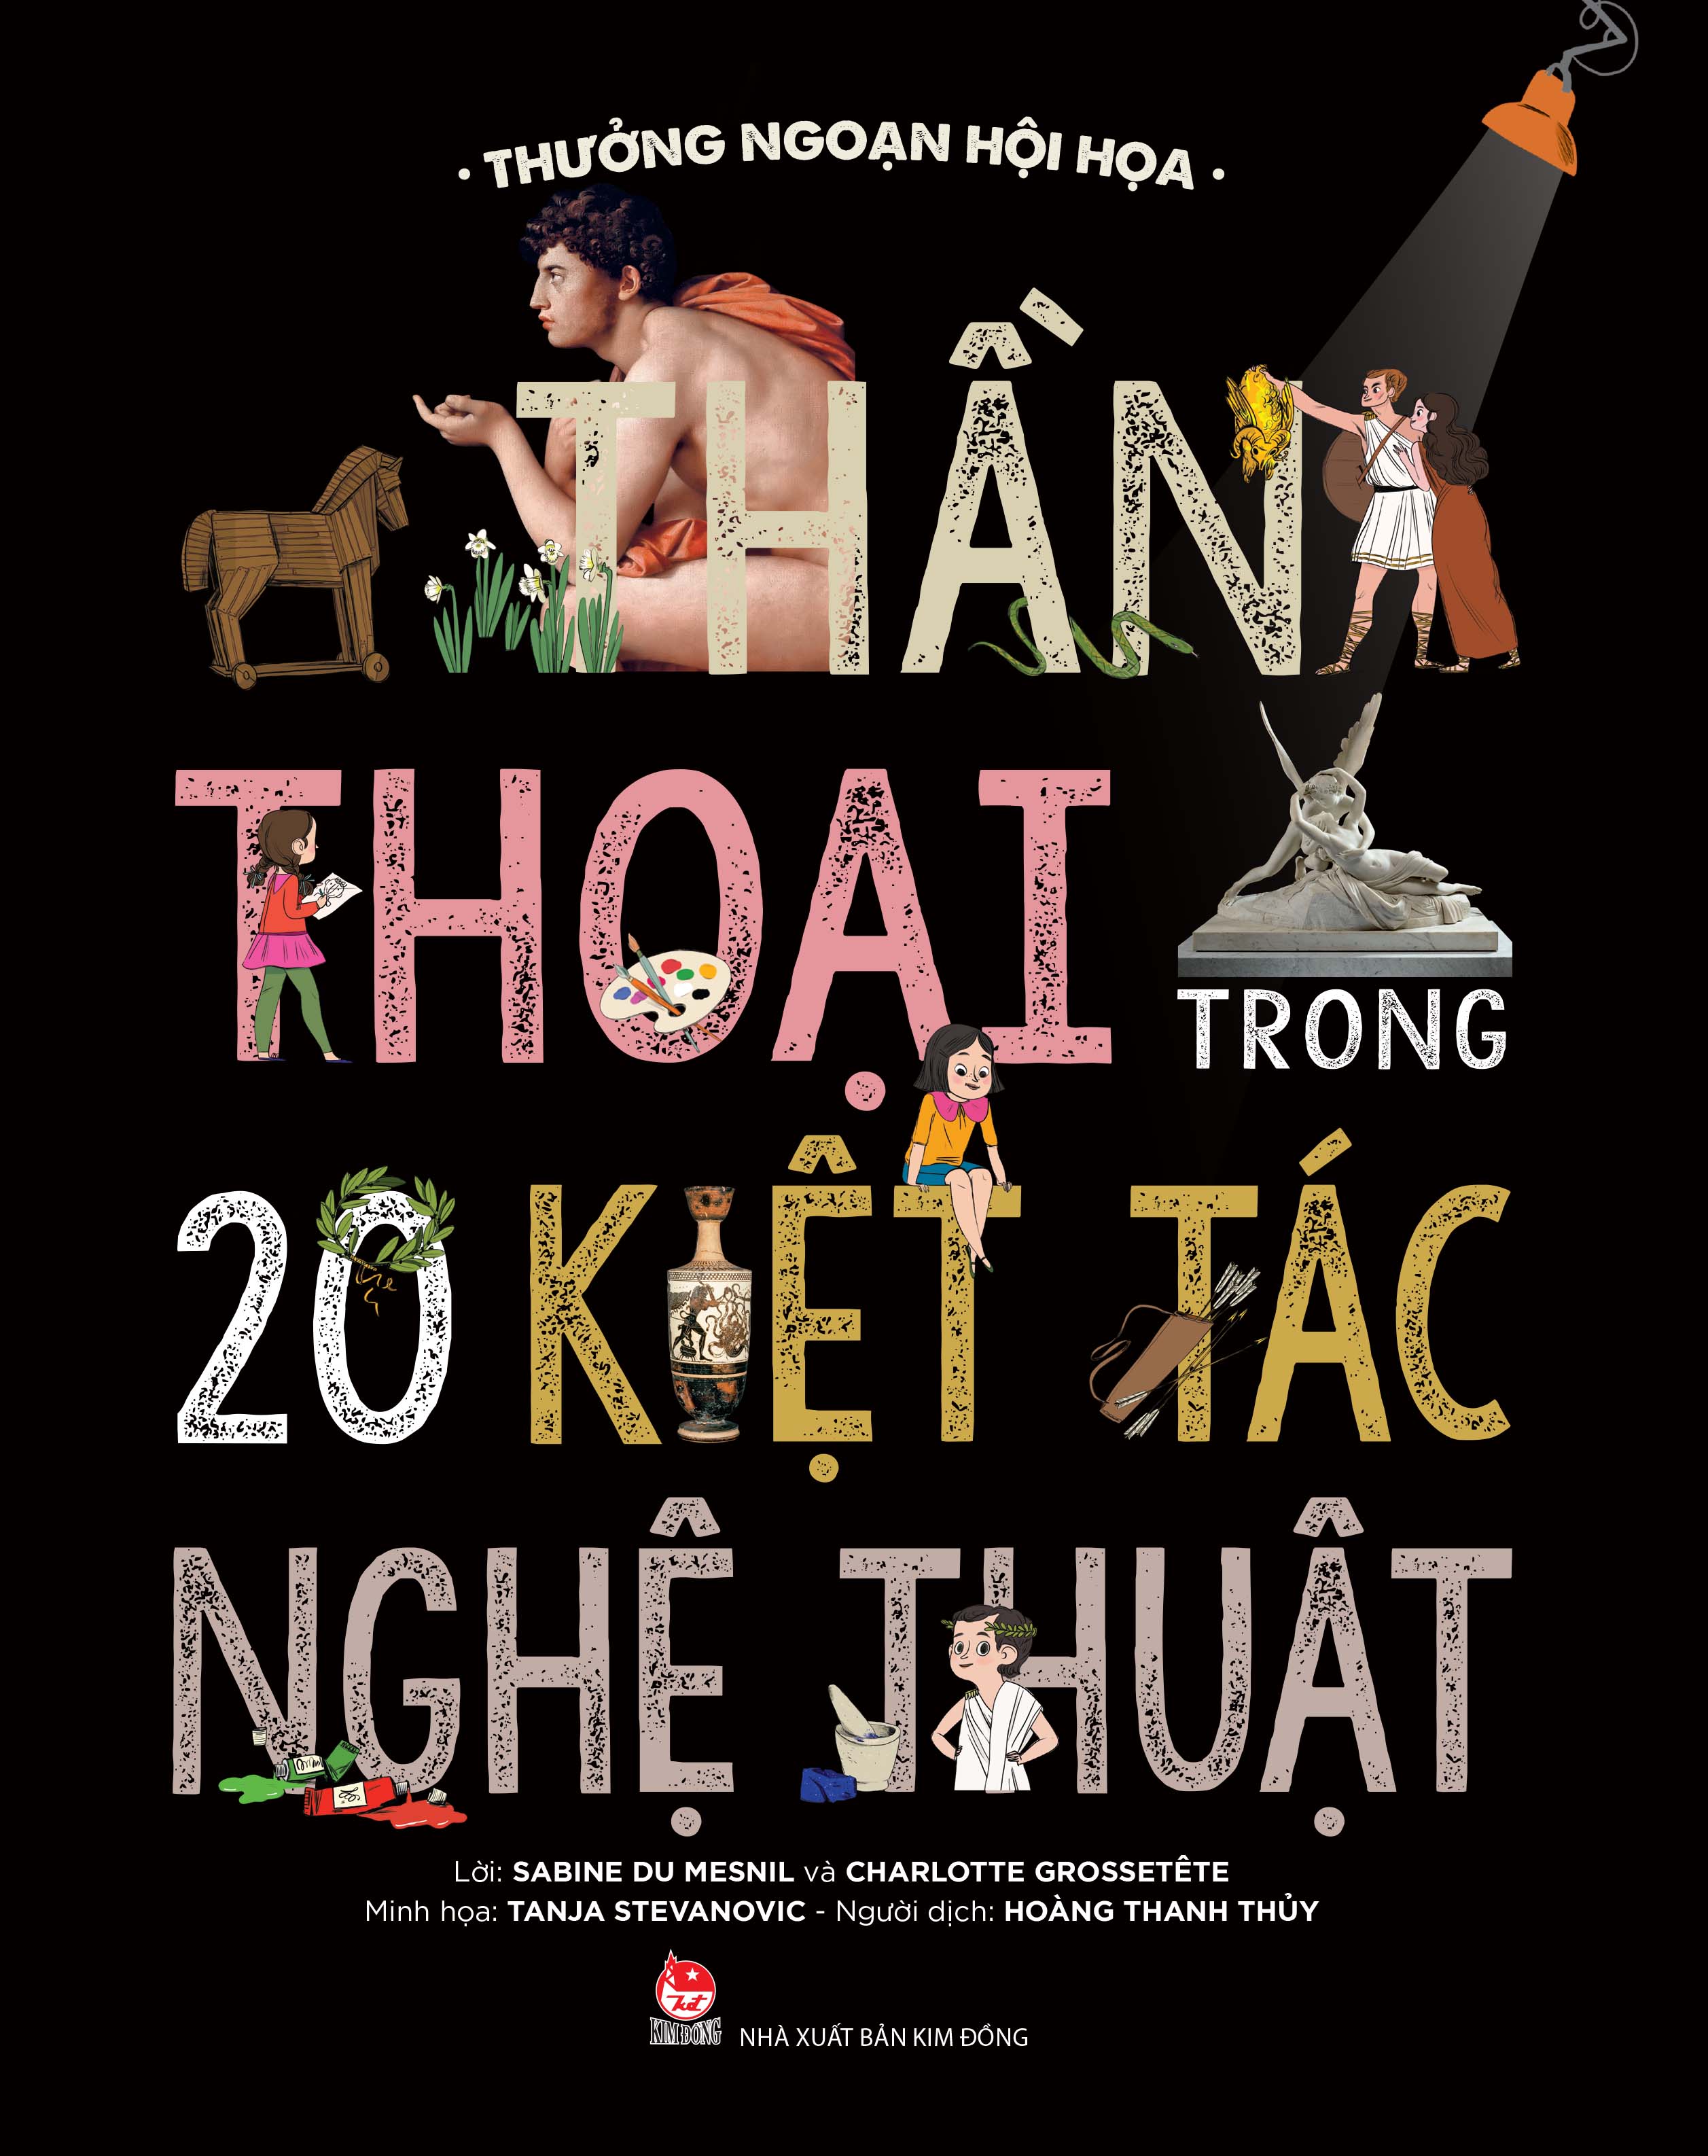 • THƯỞNG NGOẠN HỘI HỌA •
THẦN
THOẠI
TRONG
20 KIỆT TÁC
NGHỆ THUẬT
Lời: SABINE DU MESNIL và CHARLOTTE GROSSETÊTE
Minh họa: TANJA STEVANOVIC - Người dịch: HOÀNG THANH THỦY
KIM ĐỒNG
NHÀ XUẤT BẢN KIM ĐỒNG